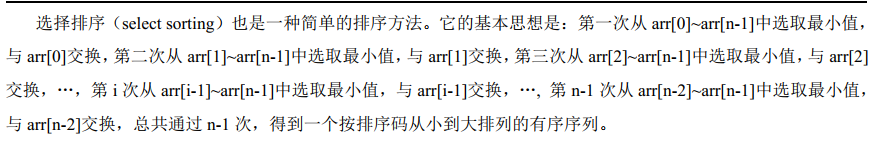 选择排序（select sorting）也是一种简单的排序方法。它的基本思想是：第一次从 arr[0]~arr[n-1]中选取最小值，
与 arr[0]交换，第二次从 arr[1]~arr[n-1]中选取最小值，与 arr[1]交换，第三次从 arr[2]~arr[n-1]中选取最小值，与 arr[2]
交换，…，第 i 次从 arr[i-1]~arr[n-1]中选取最小值，与 arr[i-1]交换，…, 第 n-1 次从 arr[n-2]~arr[n-1]中选取最小值，
与 arr[n-2]交换，总共通过 n-1 次，得到一个按排序码从小到大排列的有序序列。